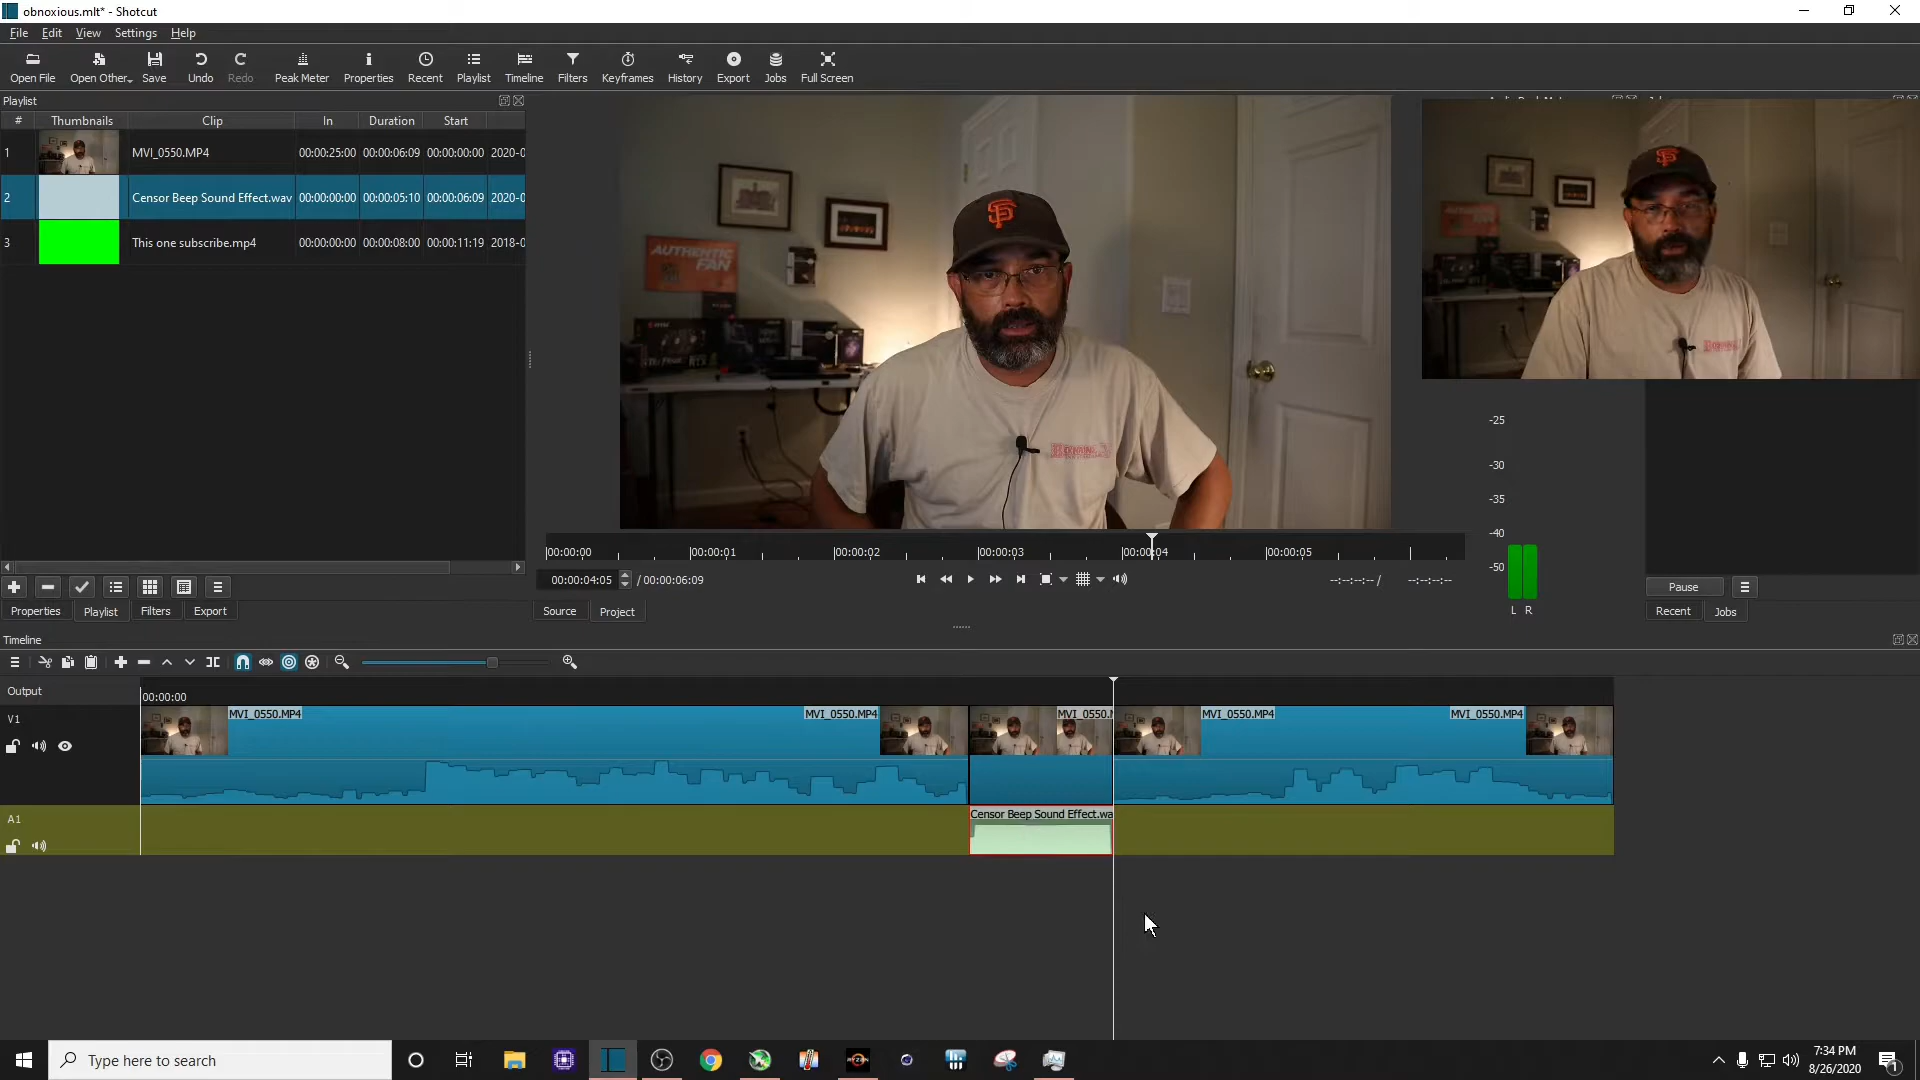 obnoxious.mlt* - Shotcut
File Edit View Settings Help
Open File Open Other... Save Undo Redo Peak Meter Properties Recent Playlist Timeline Filters Keyframes History Export Jobs Full Screen
Playlist
# Thumbnails Clip In Duration Start
1 MVI_0550.MP4 00:00:25:00 00:00:06:09 00:00:00:00 2020-0
2 Censor Beep Sound Effect.wav 00:00:00:00 00:00:05:10 00:00:06:09 2020-0
3 This one subscribe.mp4 00:00:00:00 00:00:08:00 00:00:11:19 2018-0
SF
AUTHENTIC
FAN
SF
-25
-30
-35
-40
-50
L R
00:00:00 00:00:01 00:00:02 00:00:03 00:00:04 00:00:05
00:00:04:05 / 00:00:06:09 --:--:--:-- / --:--:--:--
Pause
Properties Playlist Filters Export
Source Project
Recent Jobs
Timeline
Output 00:00:00
V1 MVI_0550.MP4 MVI_0550.MP4 MVI_0550.M MVI_0550.MP4 MVI_0550.MP4
A1 Censor Beep Sound Effect.wa
Type here to search
RYZEN
7:34 PM
8/26/2020
1